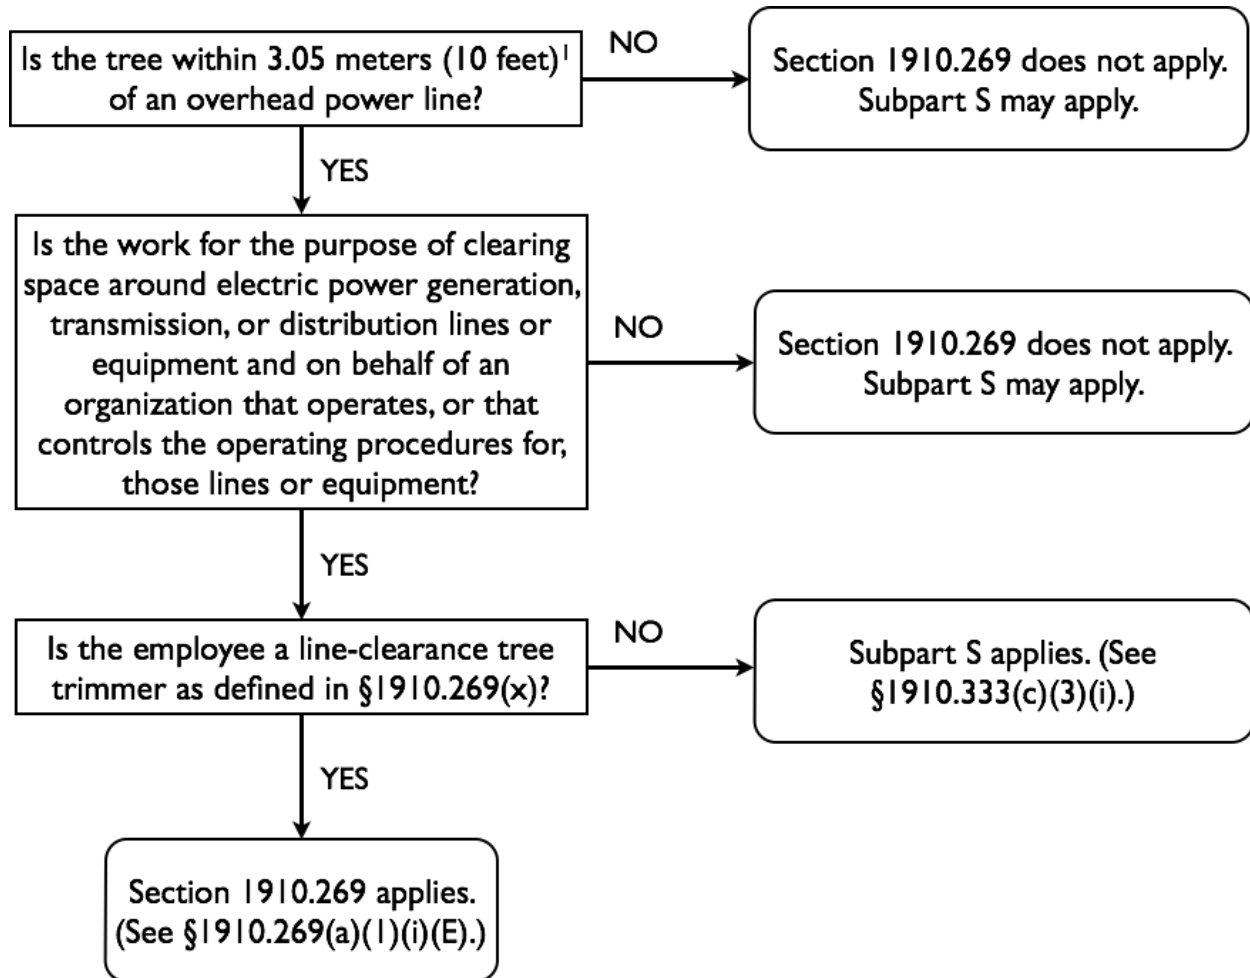 Is the tree within 3.05 meters (10 feet)¹
of an overhead power line?
NO
Section 1910.269 does not apply.
Subpart S may apply.
YES
Is the work for the purpose of clearing
space around electric power generation,
transmission, or distribution lines or
equipment and on behalf of an
organization that operates, or that
controls the operating procedures for,
those lines or equipment?
NO
Section 1910.269 does not apply.
Subpart S may apply.
YES
Is the employee a line-clearance tree
trimmer as defined in §1910.269(x)?
NO
Subpart S applies. (See
§1910.333(c)(3)(i).)
YES
Section 1910.269 applies.
(See §1910.269(a)(1)(i)(E).)